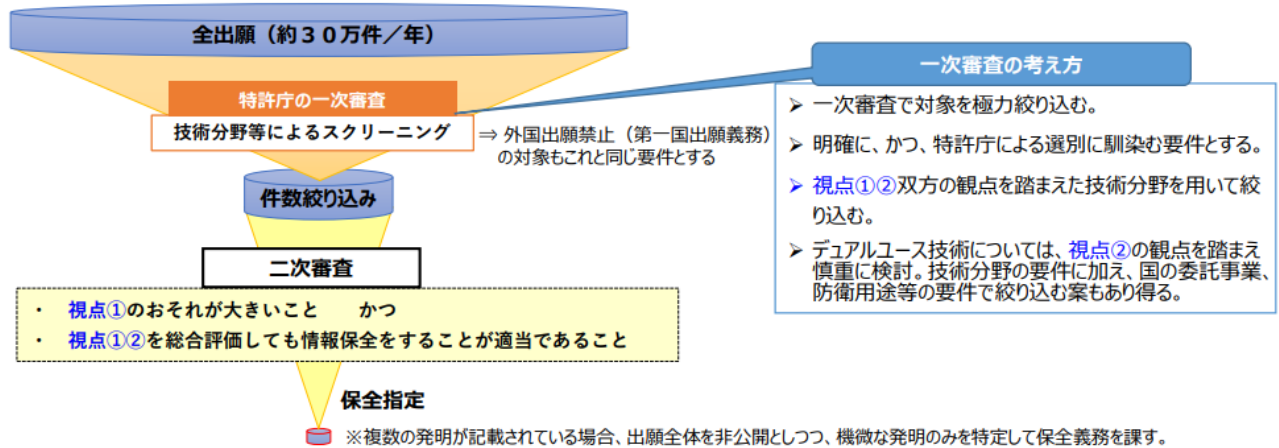 全出願（約３０万件／年）
特許庁の一次審査
技術分野等によるスクリーニング
⇒ 外国出願禁止（第一国出願義務）
の対象もこれと同じ要件とする
件数絞り込み
二次審査
・ 視点①のおそれが大きいこと かつ
・ 視点①②を総合評価しても情報保全をすることが適当であること
保全指定
※複数の発明が記載されている場合、出願全体を非公開としつつ、機微な発明のみを特定して保全義務を課す。
一次審査の考え方
➢ 一次審査で対象を極力絞り込む。
➢ 明確に、かつ、特許庁による選別に馴染む要件とする。
➢ 視点①②双方の観点を踏まえた技術分野を用いて絞
り込む。
➢ デュアルユース技術については、視点②の観点を踏まえ
慎重に検討。技術分野の要件に加え、国の委託事業、
防衛用途等の要件で絞り込む案もあり得る。